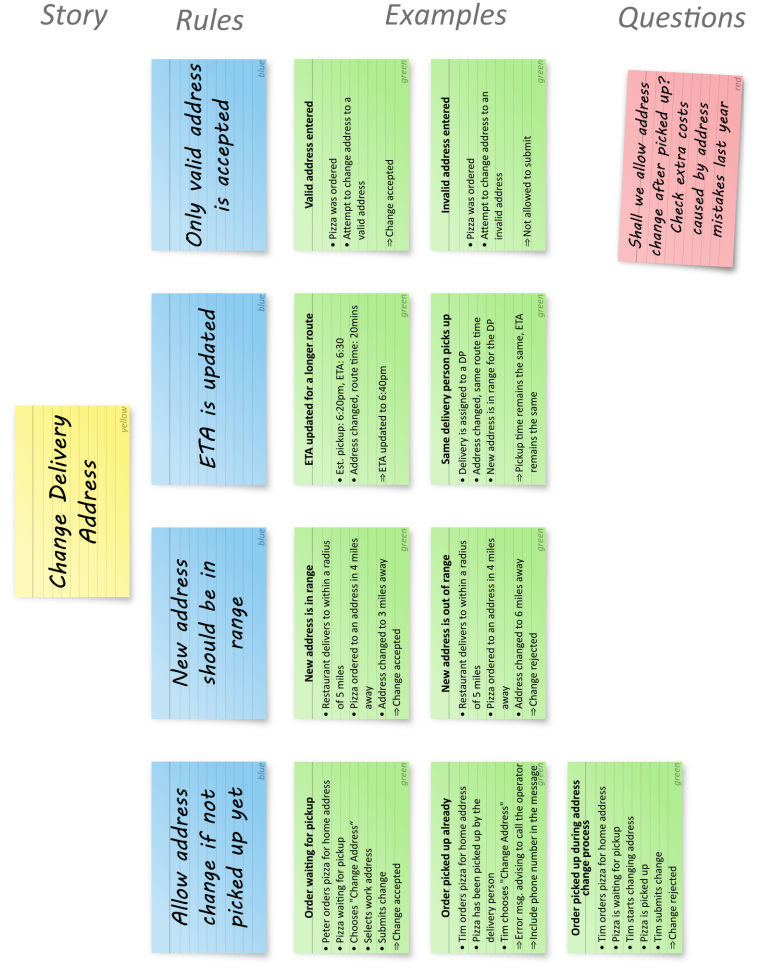 Story
Rules
Examples
Questions
Change Delivery
Address
yellow
Allow address
change if not
picked up yet
blue
Order waiting for pickup
• Peter orders pizza for home address
• Pizza waiting for pickup
• Chooses "Change Address“
• Selects work address
• Submits change
⇒ Change accepted
green
Order picked up already
• Tim orders pizza for home address
• Pizza has been picked up by the
delivery person
• Tim chooses "Change Address"
⇒ Error msg. advising to call the operator
⇒ Include phone number in the message
green
Order picked up during address
change process
• Tim orders pizza for home address
• Pizza is waiting for pickup
• Tim starts changing address
• Pizza is picked up
• Tim submits change
⇒ Change rejected
green
New address
should be in
range
blue
New address is in range
• Restaurant delivers to within a radius
of 5 miles
• Pizza ordered to an address in 4 miles
away
• Address changed to 3 miles away
⇒ Change accepted
green
New address is out of range
• Restaurant delivers to within a radius
of 5 miles
• Pizza ordered to an address in 4 miles
away
• Address changed to 6 miles away
⇒ Change rejected
green
ETA is updated
blue
ETA updated for a longer route
• Est. pickup: 6:20pm, ETA: 6:30
• Address changed, route time: 20mins
⇒ ETA updated to 6:40pm
green
Same delivery person picks up
• Delivery is assigned to a DP
• Address changed, same route time
• New address is in range for the DP
⇒ Pickup time remains the same, ETA
remains the same
green
Only valid address
is accepted
blue
Valid address entered
• Pizza was ordered
• Attempt to change address to a
valid address
⇒ Change accepted
green
Invalid address entered
• Pizza was ordered
• Attempt to change address to an
invalid address
⇒ Not allowed to submit
green
Shall we allow address
change after picked up?
Check extra costs
caused by address
mistakes last year
red